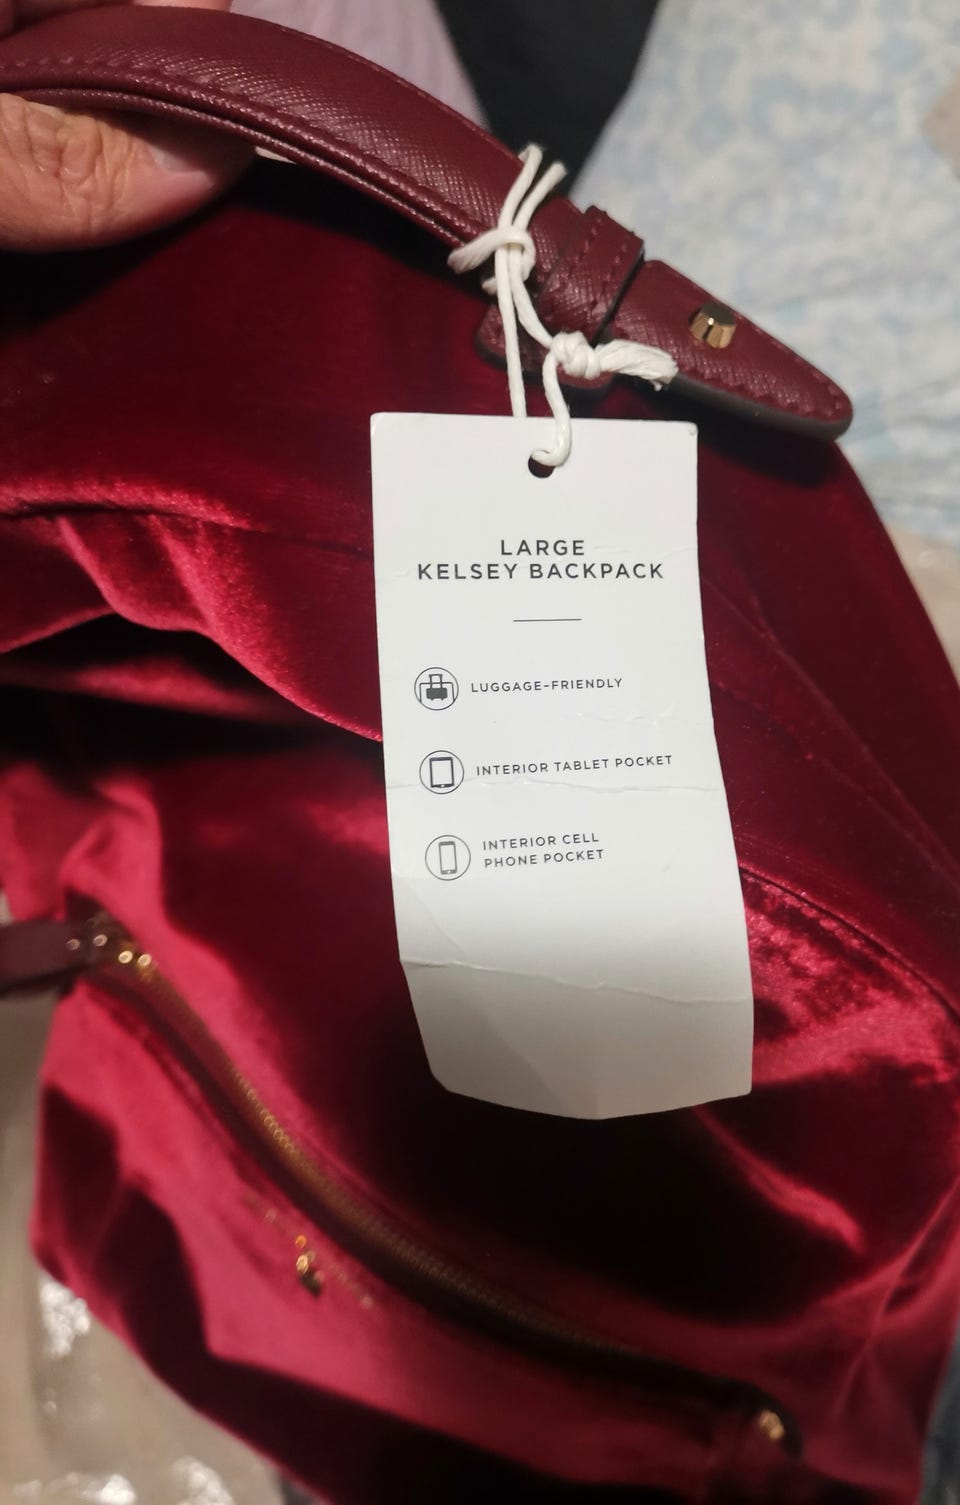 LARGE
KELSEY BACKPACK
LUGGAGE-FRIENDLY
INTERIOR TABLET POCKET
INTERIOR CELL
PHONE POCKET